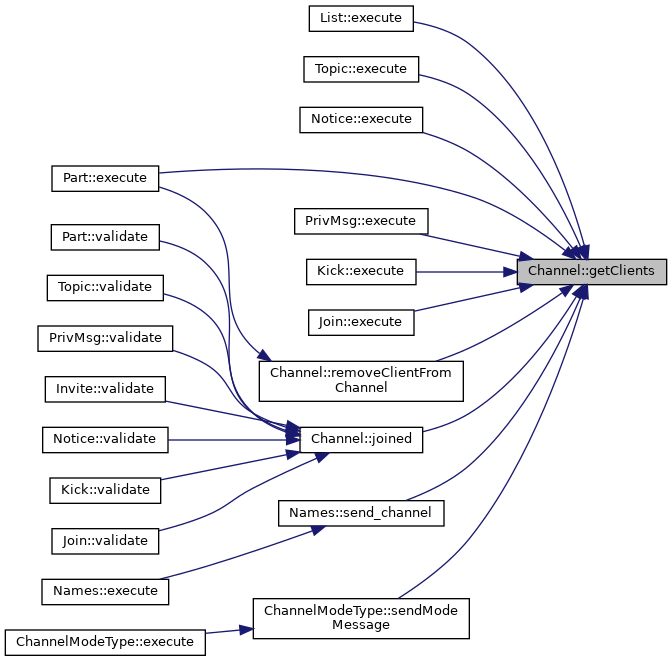 List::execute
Topic::execute
Notice::execute
Part::execute
PrivMsg::execute
Part::validate
Kick::execute
Channel::getClients
Topic::validate
Join::execute
PrivMsg::validate
Channel::removeClientFrom
Channel
Invite::validate
Notice::validate
Channel::joined
Kick::validate
Names::send_channel
Join::validate
Names::execute
ChannelModeType::sendMode
Message
ChannelModeType::execute